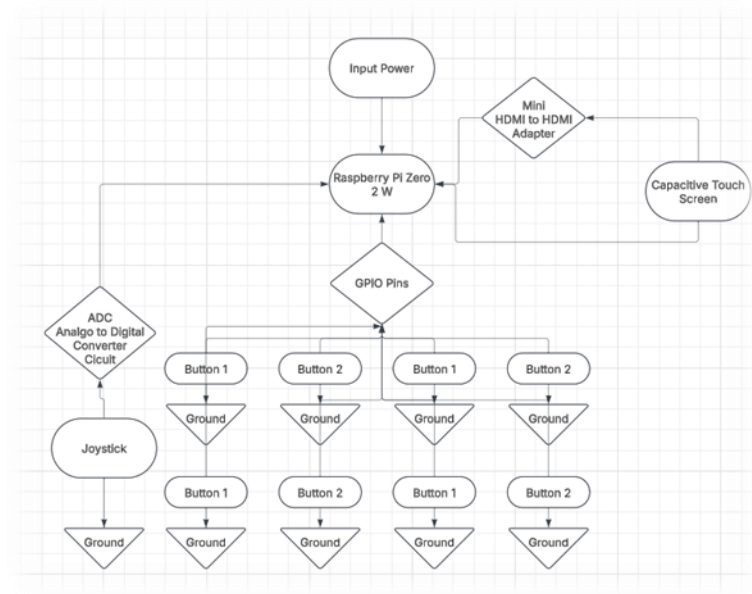 Input Power
Mini
HDMI to HDMI
Adapter
Raspberry Pi Zero
2 W
Capacitive Touch
Screen
GPIO Pins
ADC
Analgo to Digital
Converter
Cicuit
Button 1
Button 2
Button 1
Button 2
Ground
Ground
Ground
Ground
Joystick
Button 1
Button 2
Button 1
Button 2
Ground
Ground
Ground
Ground
Ground